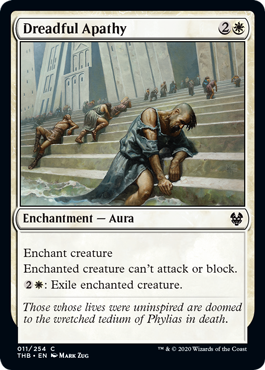 Dreadful Apathy 2
Enchantment — Aura
Enchant creature
Enchanted creature can't attack or block.
2 : Exile enchanted creature.
Those whose lives were uninspired are doomed
to the wretched tedium of Phylias in death.
011/254 C
THB • EN Mark Zug
™ & © 2020 Wizards of the Coast